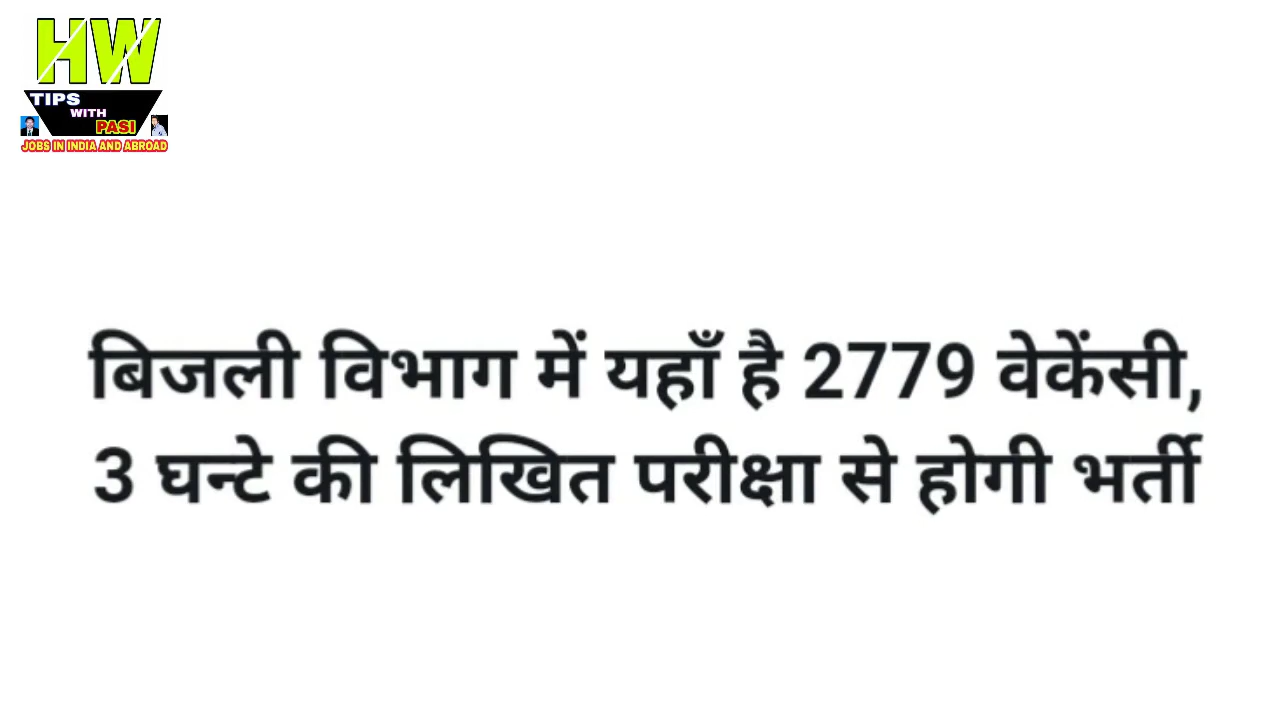 HW
TIPS
WITH
PASI
JOBS IN INDIA AND ABROAD
बिजली विभाग में यहाँ है 2779 वेकेंसी,
3 घन्टे की लिखित परीक्षा से होगी भर्ती